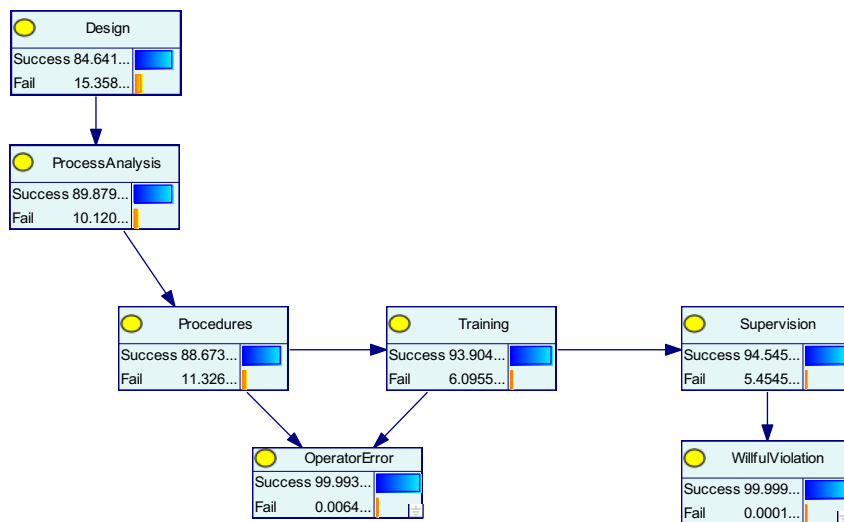 Design
Success 84.641...
Fail 15.358...
ProcessAnalysis
Success 89.879...
Fail 10.120...
Procedures
Success 88.673...
Fail 11.326...
Training
Success 93.904...
Fail 6.0955...
Supervision
Success 94.545...
Fail 5.4545...
OperatorError
Success 99.993...
Fail 0.0064...
WillfulViolation
Success 99.999...
Fail 0.0001...